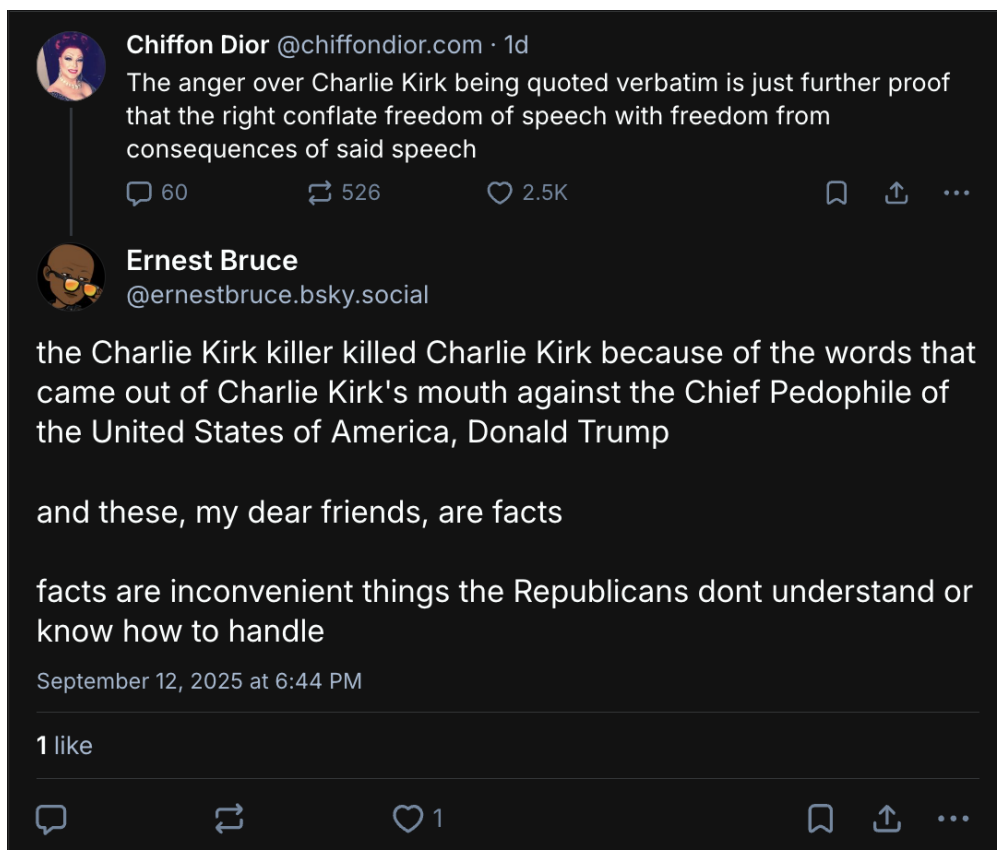 Chiffon Dior @chiffondior.com · 1d
The anger over Charlie Kirk being quoted verbatim is just further proof
that the right conflate freedom of speech with freedom from
consequences of said speech
60 526 2.5K
Ernest Bruce
@ernestbruce.bsky.social
the Charlie Kirk killer killed Charlie Kirk because of the words that
came out of Charlie Kirk's mouth against the Chief Pedophile of
the United States of America, Donald Trump
and these, my dear friends, are facts
facts are inconvenient things the Republicans dont understand or
know how to handle
September 12, 2025 at 6:44 PM
1 like
1